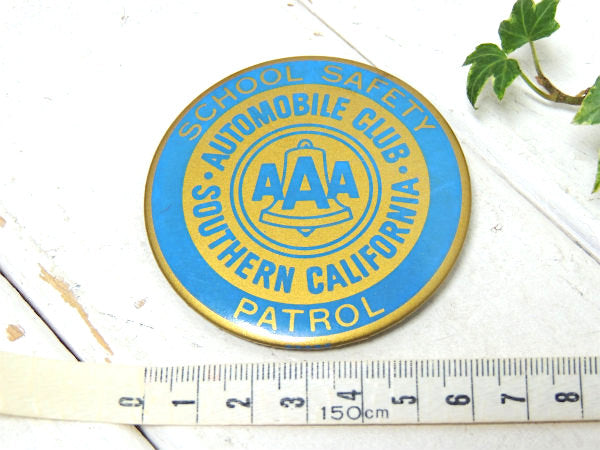 SCHOOL SAFETY
AUTOMOBILE CLUB ·
AAA
· SOUTHERN CALIFORNIA
PATROL
0 1 2 3 4 5 6 7 8
150cm